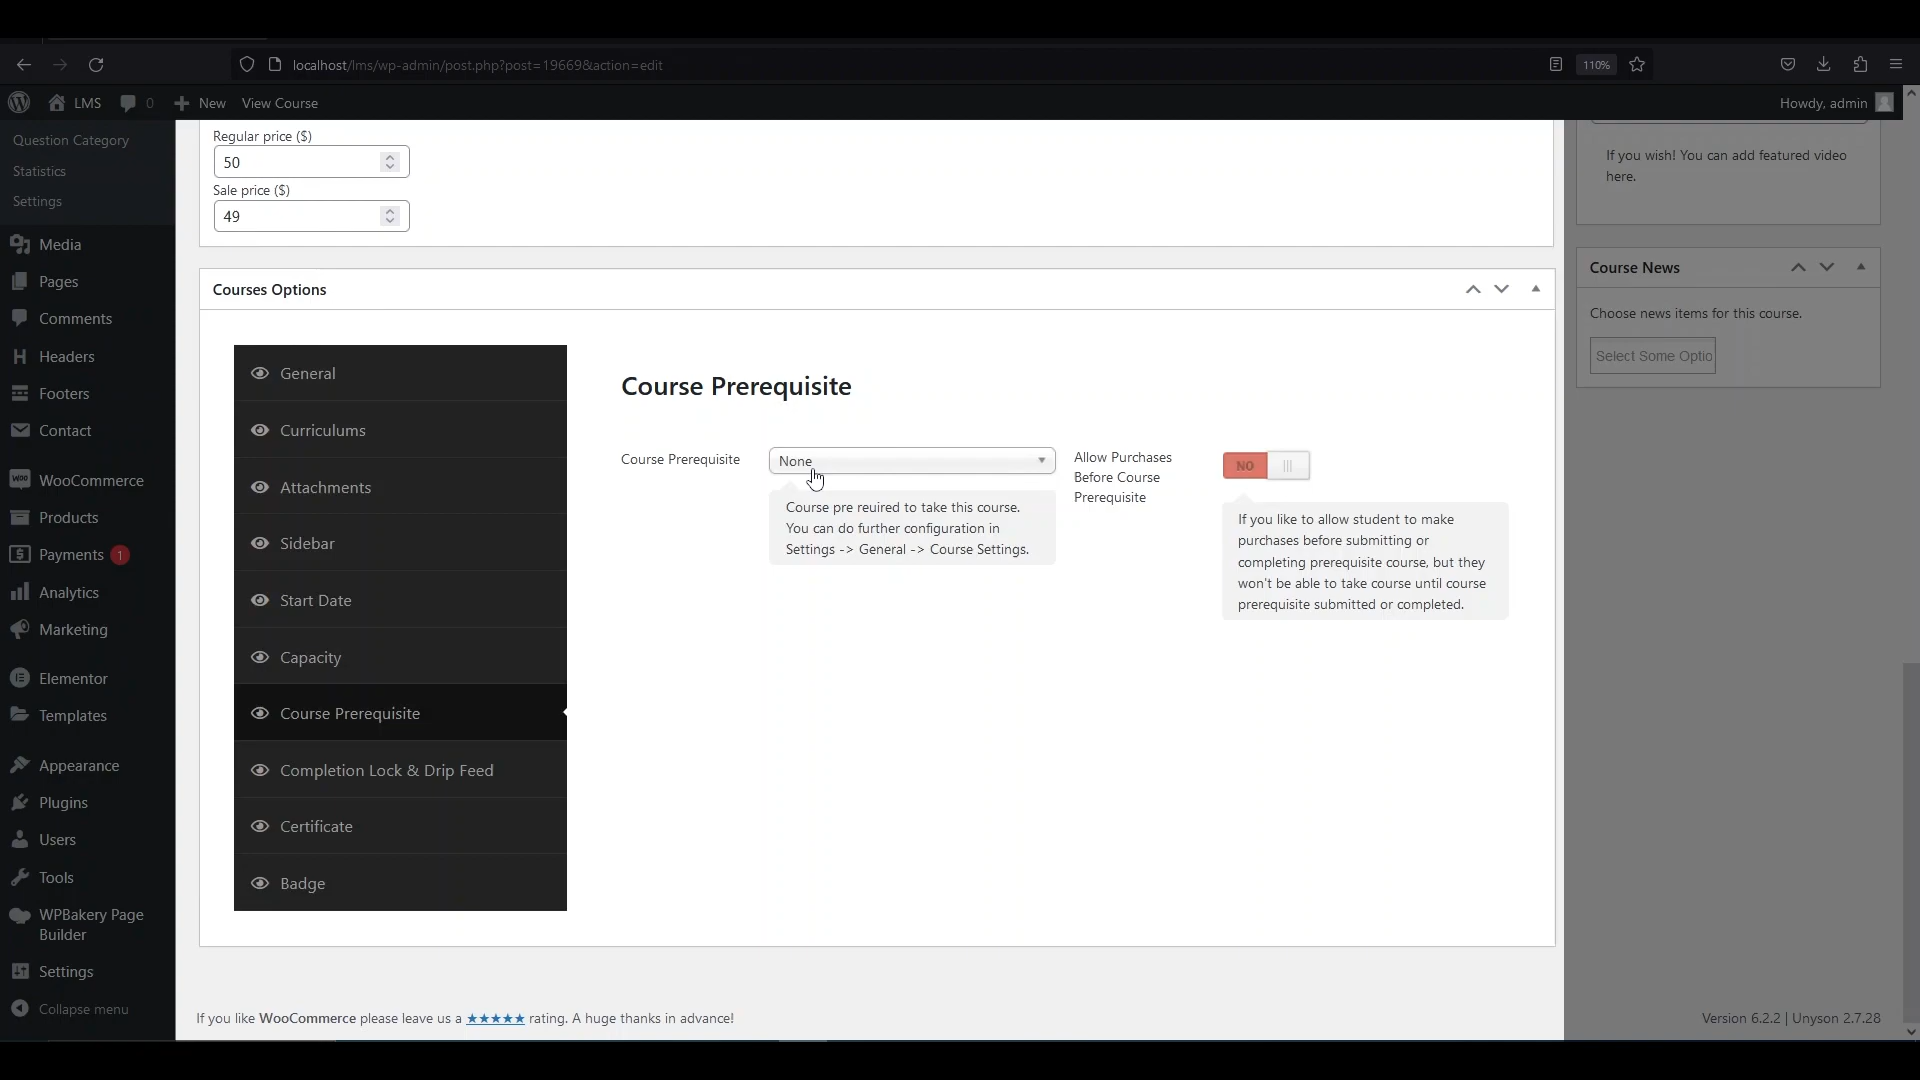 localhost/lms/wp-admin/post.php?post=19669&action=edit
110%
LMS
0
New
View Course
Howdy, admin
Question Category
Statistics
Settings
Media
Pages
Comments
Headers
Footers
Contact
WooCommerce
Products
Payments 1
Analytics
Marketing
Elementor
Templates
Appearance
Plugins
Users
Tools
WPBakery Page
Builder
Settings
Collapse menu
Regular price ($)
50
Sale price ($)
49
Courses Options
General
Curriculums
Attachments
Sidebar
Start Date
Capacity
Course Prerequisite
Completion Lock & Drip Feed
Certificate
Badge
Course Prerequisite
Course Prerequisite
None
Course pre reuired to take this course.
You can do further configuration in
Settings -> General -> Course Settings.
Allow Purchases
Before Course
Prerequisite
NO
If you like to allow student to make
purchases before submitting or
completing prerequisite course, but they
won't be able to take course until course
prerequisite submitted or completed.
If you wish! You can add featured video
here.
Course News
Choose news items for this course.
Select Some Optio
If you like WooCommerce please leave us a ★★★★★ rating. A huge thanks in advance!
Version 6.2.2 | Unyson 2.7.28